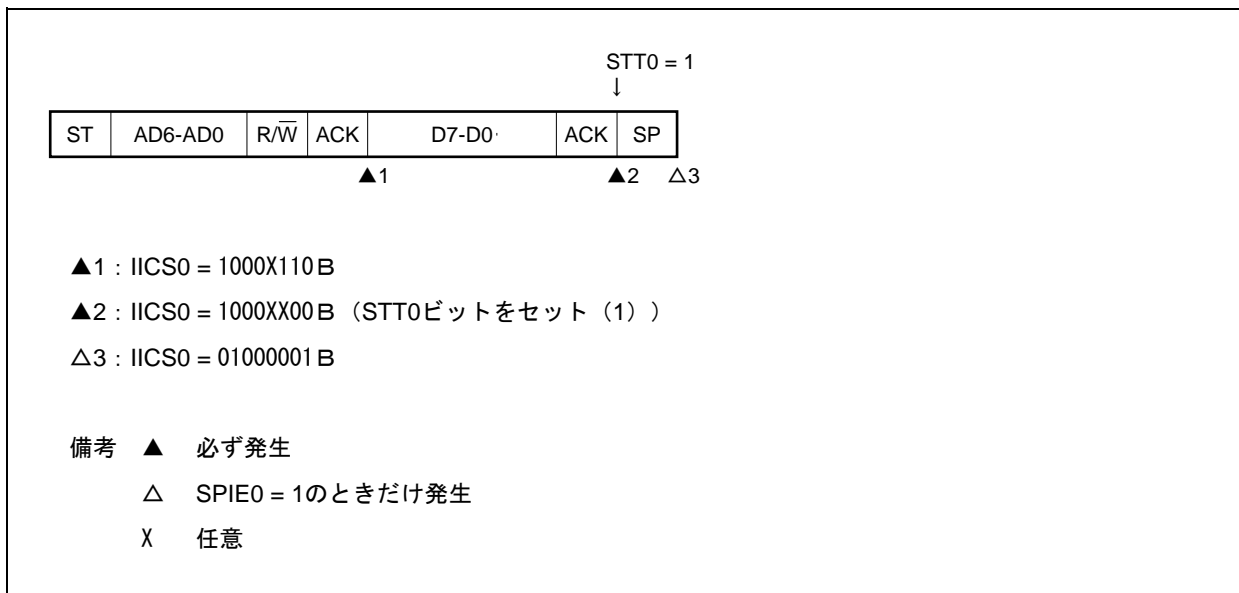 STT0 = 1
↓
ST AD6-AD0 R/W̅ ACK D7-D0 ACK SP
▲1 ▲2 △3
▲1：IICS0 = 1000X110B
▲2：IICS0 = 1000XX00B（STT0ビットをセット（1））
△3：IICS0 = 01000001B
備考 ▲ 必ず発生
△ SPIE0 = 1のときだけ発生
X 任意